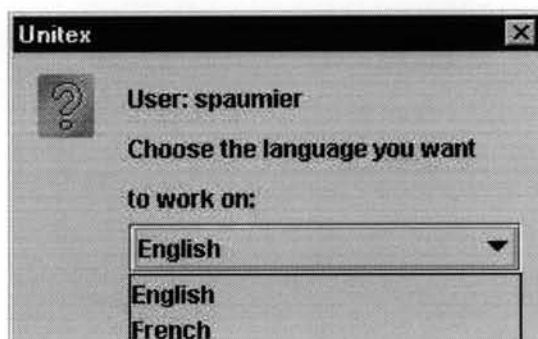 Unitex
User: spaumier
Choose the language you want
to work on:
English
English
French